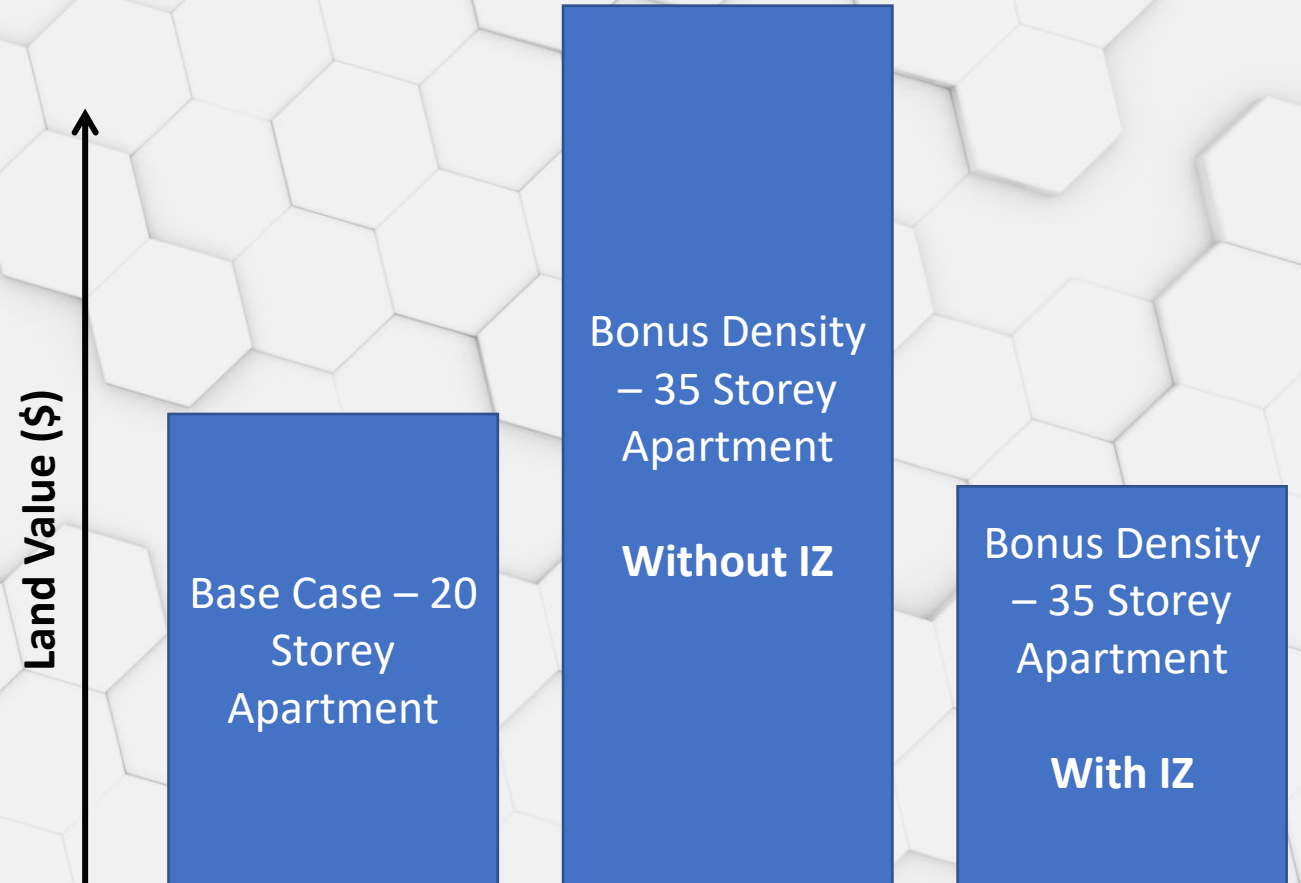 Land Value ($)
Base Case – 20
Storey
Apartment
Bonus Density
– 35 Storey
Apartment
Without IZ
Bonus Density
– 35 Storey
Apartment
With IZ